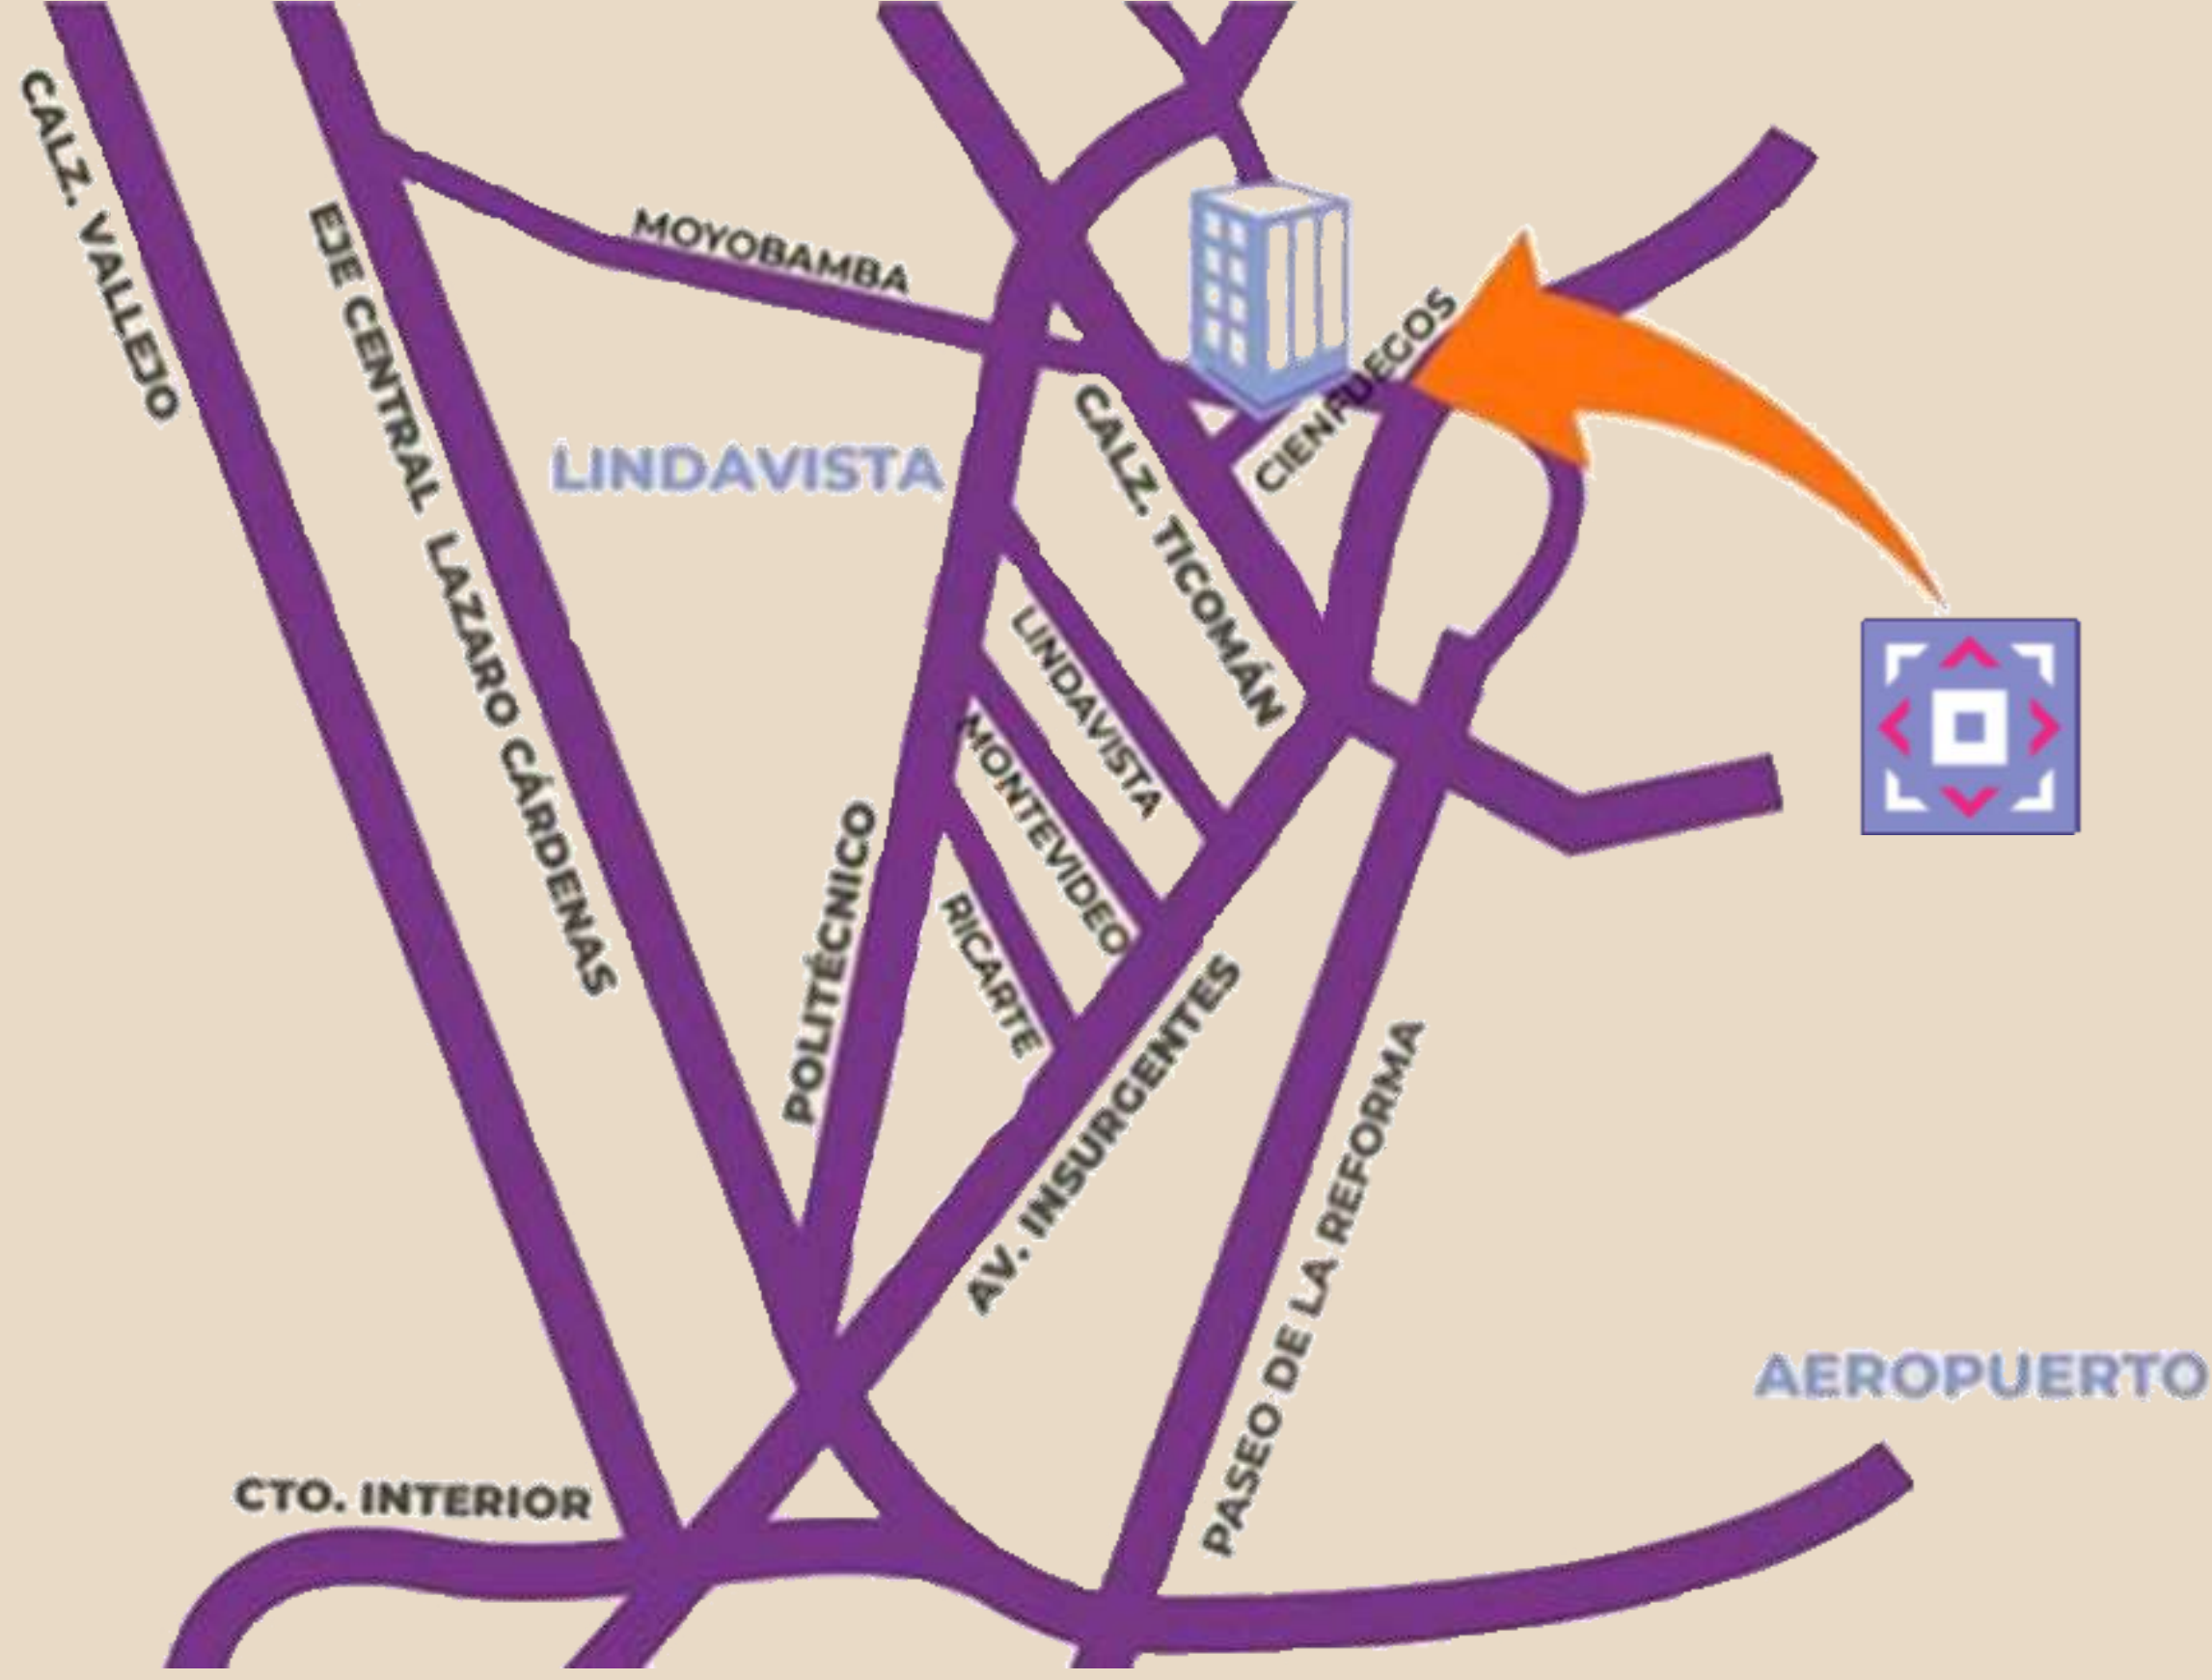 CALZ. VALLEJO
EJE CENTRAL LAZARO CÁRDENAS
MOYOBAMBA
CIENFUEGOS
LINDAVISTA
CALZ. TICOMÁN
LINDAVISTA
MONTEVIDEO
RICARTE
POLITÉCNICO
AV. INSURGENTES
PASEO DE LA REFORMA
AEROPUERTO
CTO. INTERIOR